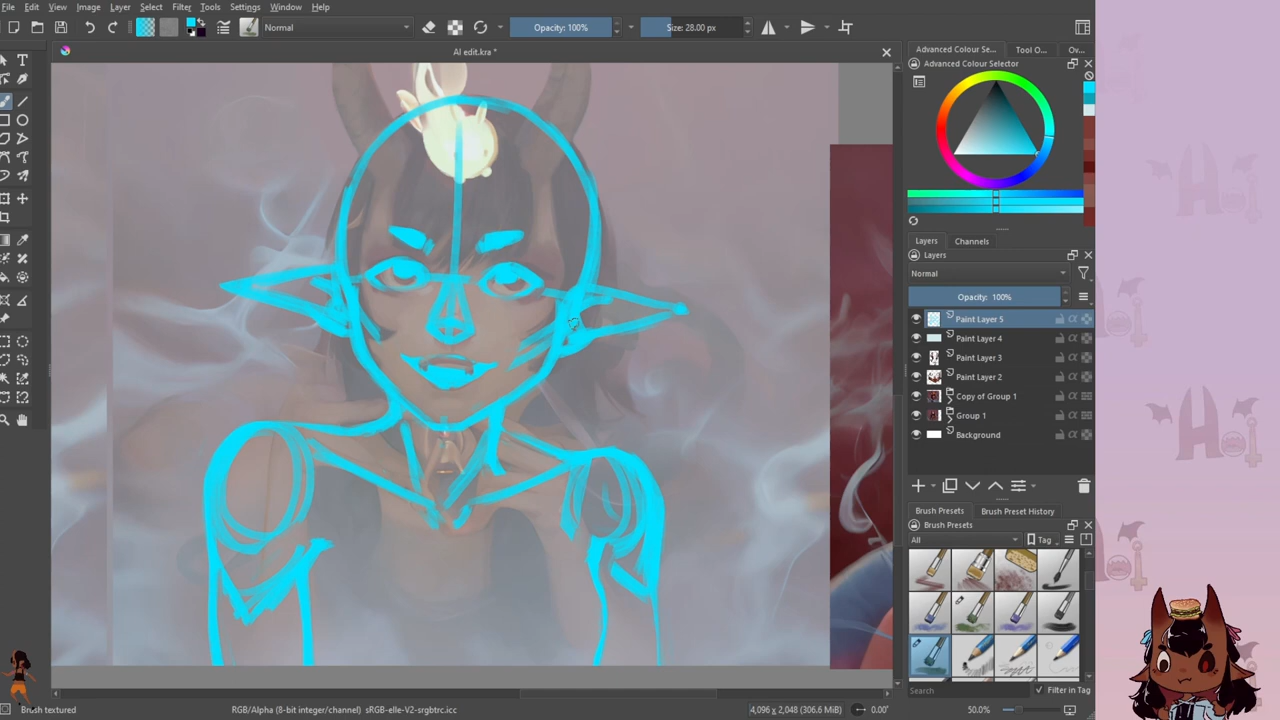 File Edit View Image Layer Select Filter Tools Settings Window Help
Normal
Opacity: 100%
Size: 28.00 px
AI edit.kra *
Advanced Colour Se...
Tool O...
Ov...
Advanced Colour Selector
Layers
Channels
Layers
Normal
Opacity: 100%
Paint Layer 5
Paint Layer 4
Paint Layer 3
Paint Layer 2
Copy of Group 1
Group 1
Background
Brush Presets
Brush Preset History
Brush Presets
All
Tag
Search
Filter in Tag
Brush textured
RGB/Alpha (8-bit integer/channel) sRGB-elle-V2-srgbtrc.icc
4,096 x 2,048 (306.6 MiB)
0.00°
50.0%